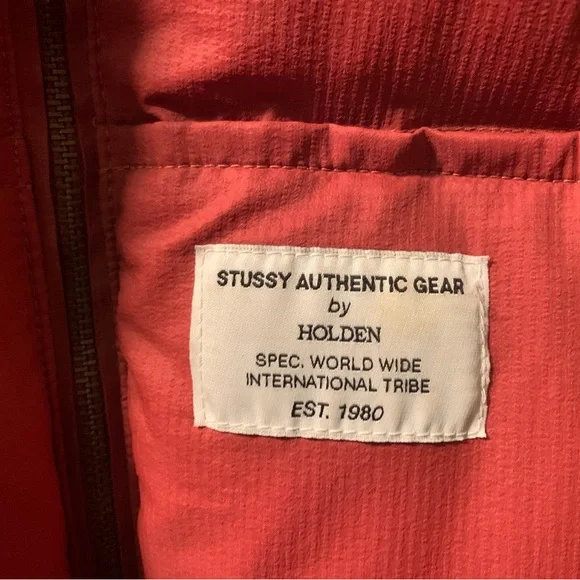 STUSSY AUTHENTIC GEAR
by
HOLDEN
SPEC. WORLD WIDE
INTERNATIONAL TRIBE
EST. 1980